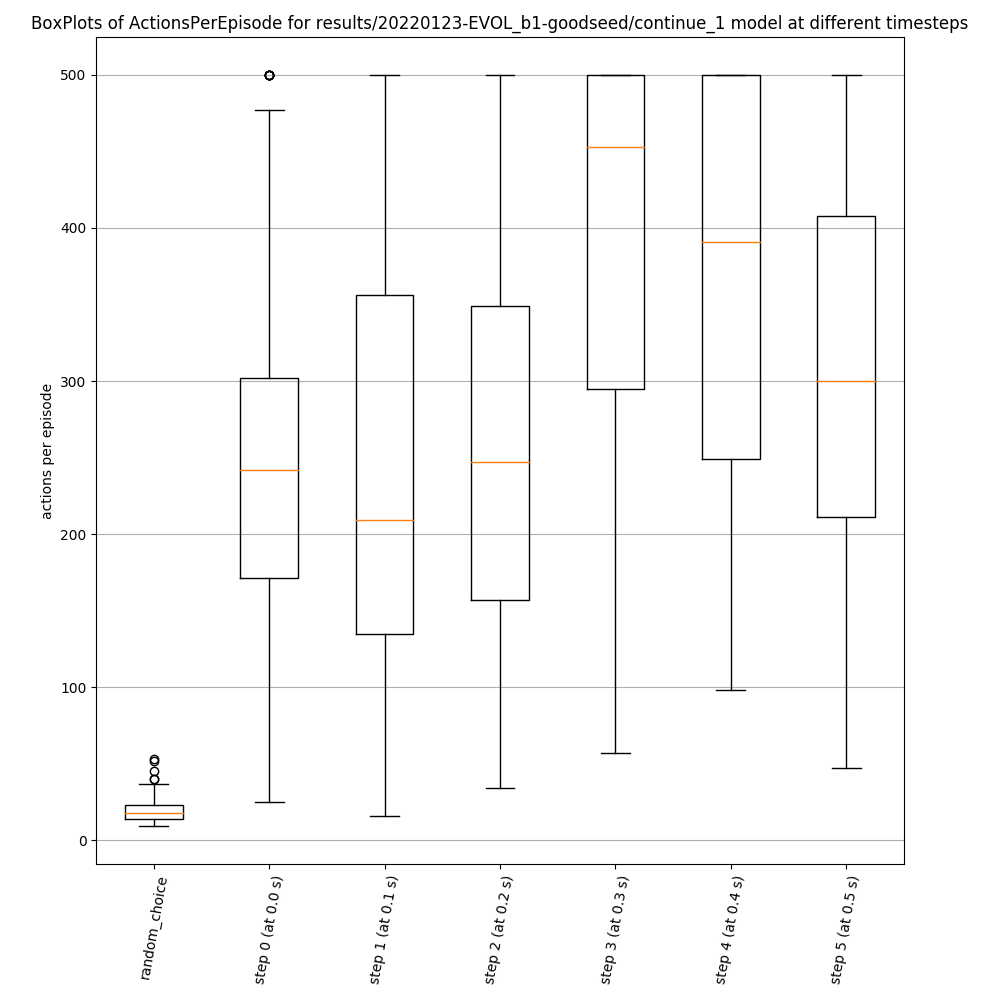 BoxPlots of ActionsPerEpisode for results/20220123-EVOL_b1-goodseed/continue_1 model at different timesteps
500
400
300
200
100
0
actions per episode
random_choice
step 0 (at 0.0 s)
step 1 (at 0.1 s)
step 2 (at 0.2 s)
step 3 (at 0.3 s)
step 4 (at 0.4 s)
step 5 (at 0.5 s)